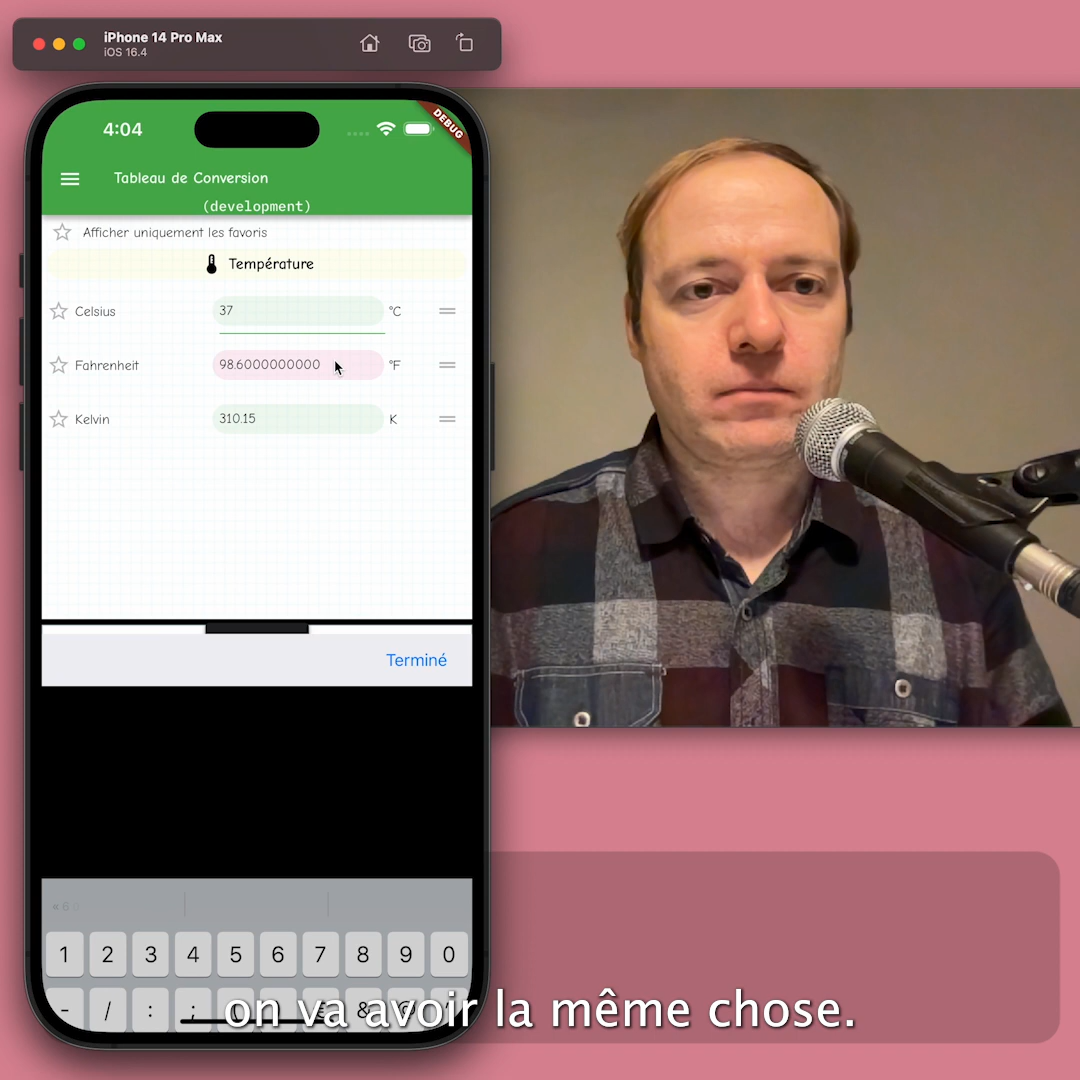 iPhone 14 Pro Max
iOS 16.4
4:04
DEBUG
Tableau de Conversion
(development)
Afficher uniquement les favoris
Température
Celsius 37 °C
Fahrenheit 98.6000000000 °F
Kelvin 310.15 K
Terminé
1 2 3 4 5 6 7 8 9 0
- / : ; ( & @
on va avoir la même chose.